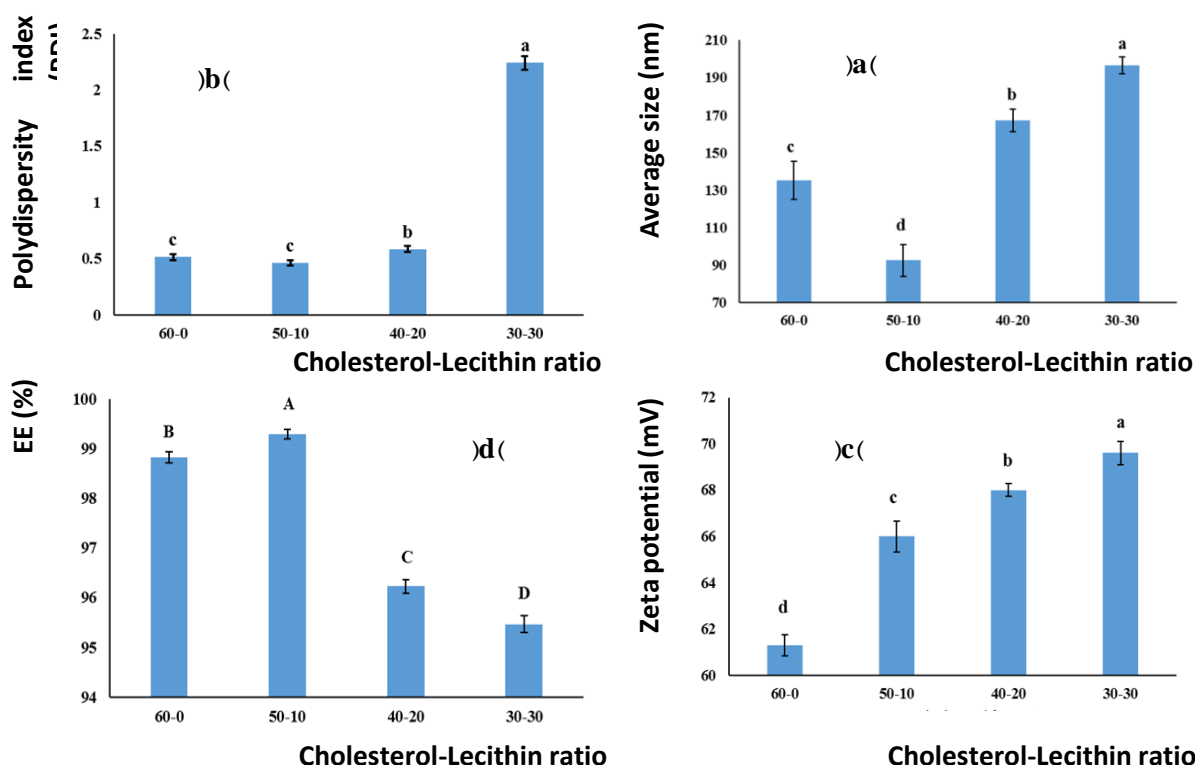 Polydispersity index
2.5
2
1.5
1
0.5
0
)b(
c
c
b
a
60-0
50-10
40-20
30-30
Cholesterol-Lecithin ratio
Average size (nm)
210
190
170
150
130
110
90
70
)a(
c
d
b
a
60-0
50-10
40-20
30-30
Cholesterol-Lecithin ratio
EE (%)
100
99
98
97
96
95
94
)d(
B
A
C
D
60-0
50-10
40-20
30-30
Cholesterol-Lecithin ratio
Zeta potential (mV)
72
70
68
66
64
62
60
)c(
d
c
b
a
60-0
50-10
40-20
30-30
Cholesterol-Lecithin ratio